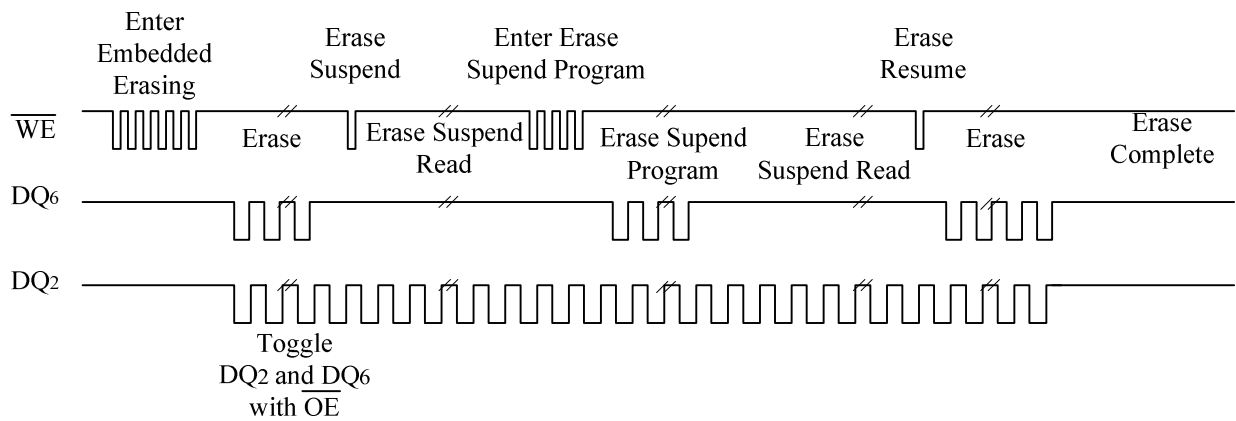 Enter
Embedded
Erasing
Erase
Suspend
Enter Erase
Supend Program
Erase
Resume
WE
Erase
Erase Suspend
Read
Erase Supend
Program
Erase
Suspend Read
Erase
Erase
Complete
DQ6
DQ2
Toggle
DQ2 and DQ6
with OE